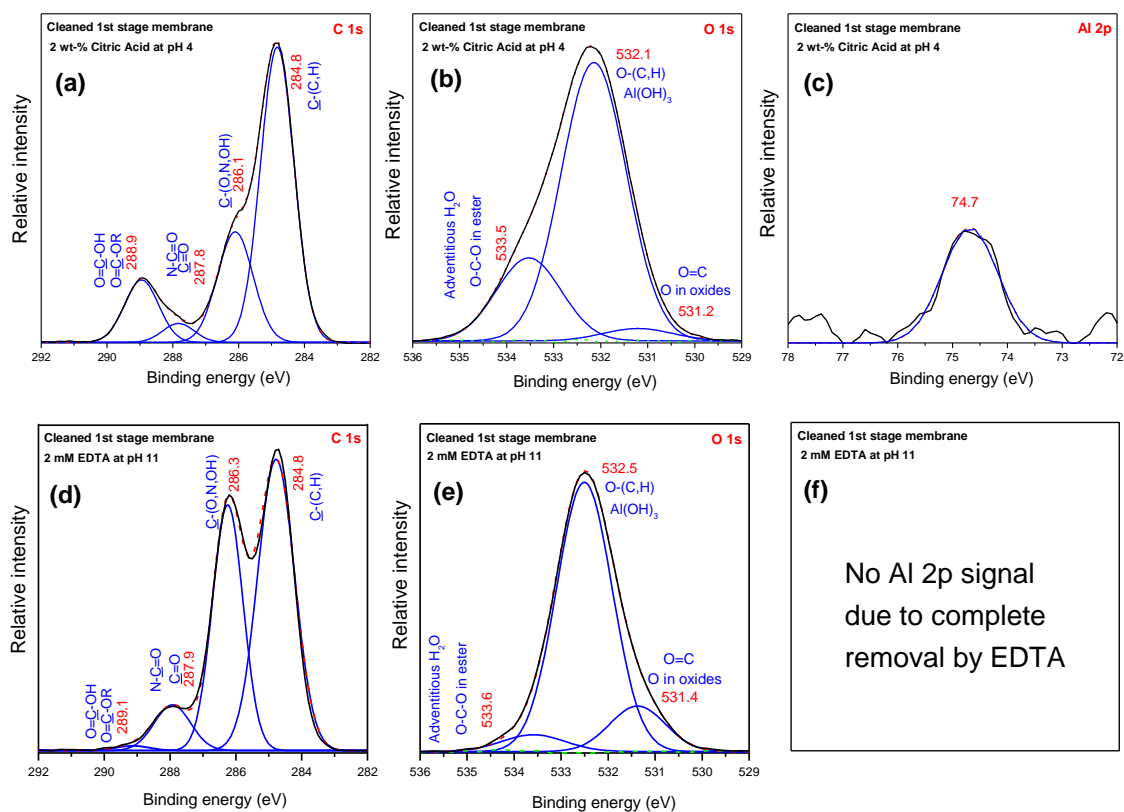 Cleaned 1st stage membrane
C 1s
2 wt-% Citric Acid at pH 4
(a)
284.8
C-(C,H)
C-(O,N,OH)
286.1
N-C=O
C=O
287.8
O=C-OH
O=C-OR
288.9
Relative intensity
292 290 288 286 284 282
Binding energy (eV)
Cleaned 1st stage membrane
O 1s
2 wt-% Citric Acid at pH 4
(b)
532.1
O-(C,H)
Al(OH)3
Adventitious H2O
O-C-O in ester
533.5
O=C
O in oxides
531.2
Relative intensity
536 535 534 533 532 531 530 529
Binding energy (eV)
Cleaned 1st stage membrane
Al 2p
2 wt-% Citric Acid at pH 4
(c)
74.7
Relative intensity
78 77 76 75 74 73 72
Binding energy (eV)
Cleaned 1st stage membrane
C 1s
2 mM EDTA at pH 11
(d)
C-(O,N,OH)
286.3
284.8
C-(C,H)
N-C=O
C=O
287.9
O=C-OH
O=C-OR
289.1
Relative intensity
292 290 288 286 284 282
Binding energy (eV)
Cleaned 1st stage membrane
O 1s
2 mM EDTA at pH 11
(e)
532.5
O-(C,H)
Al(OH)3
Adventitious H2O
O-C-O in ester
533.6
O=C
O in oxides
531.4
Relative intensity
536 535 534 533 532 531 530 529
Binding energy (eV)
Cleaned 1st stage membrane
2 mM EDTA at pH 11
(f)
No Al 2p signal
due to complete
removal by EDTA